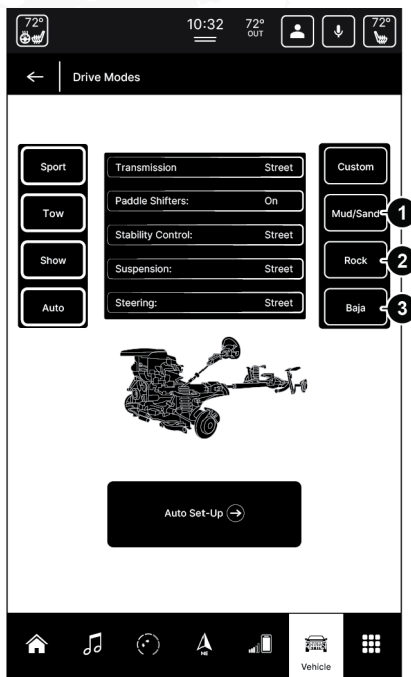 72°
10:32
72°
OUT
72°
Drive Modes
Sport
Tow
Show
Auto
Transmission Street
Paddle Shifters: On
Stability Control: Street
Suspension: Street
Steering: Street
Custom
Mud/Sand
1
Rock
2
Baja
3
Auto Set-Up
NE
Vehicle